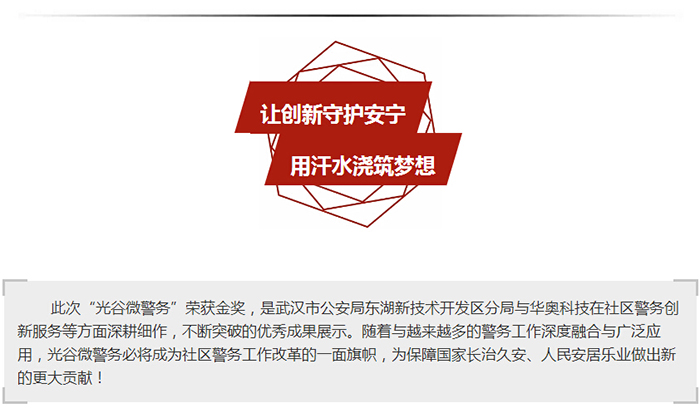 让创新守护安宁
用汗水浇筑梦想
此次“光谷微警务”荣获金奖，是武汉市公安局东湖新技术开发区分局与华奥科技在社区警务创
新服务等方面深耕细作，不断突破的优秀成果展示。随着与越来越多的警务工作深度融合与广泛应
用，光谷微警务必将成为社区警务工作改革的一面旗帜，为保障国家长治久安、人民安居乐业做出新
的更大贡献！